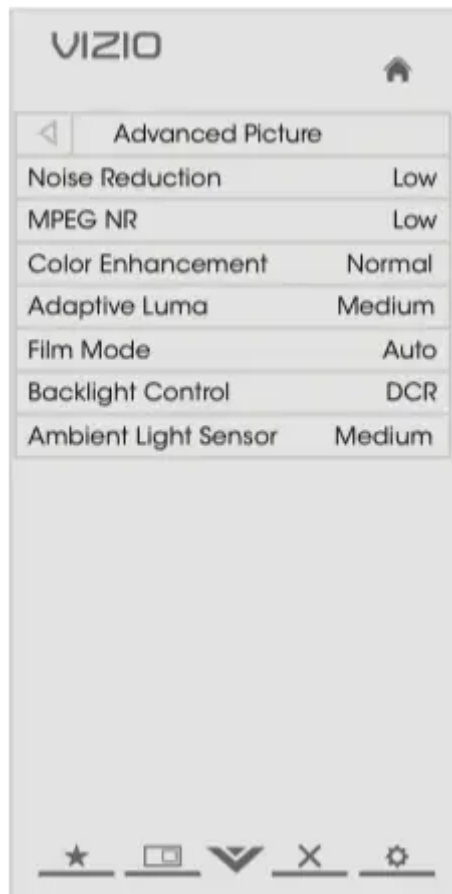 VIZIO
Advanced Picture
Noise Reduction Low
MPEG NR Low
Color Enhancement Normal
Adaptive Luma Medium
Film Mode Auto
Backlight Control DCR
Ambient Light Sensor Medium